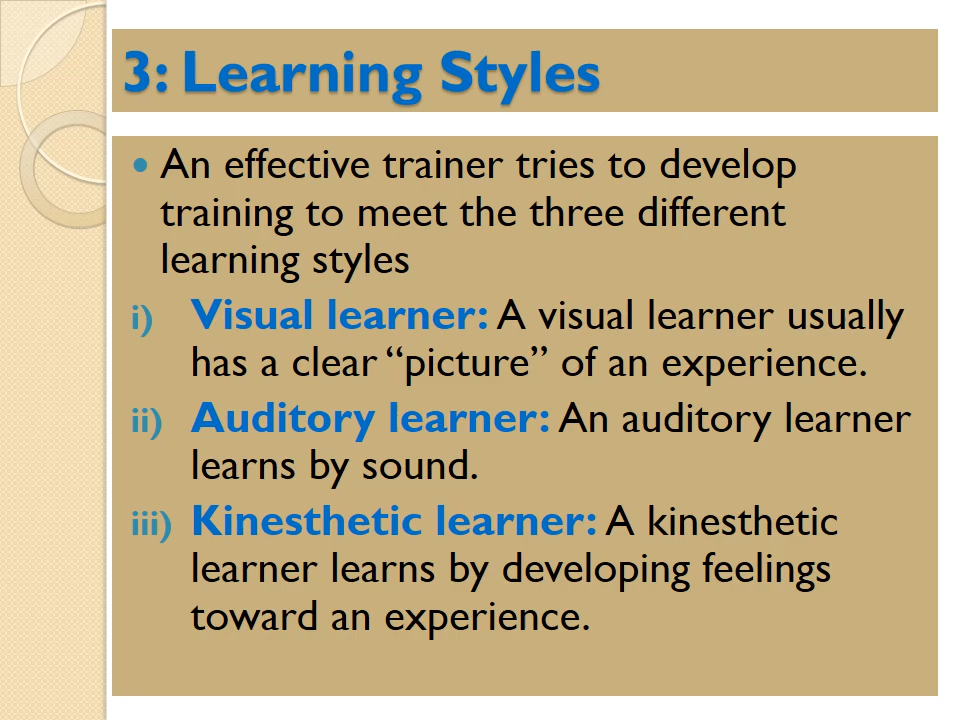 3: Learning Styles
• An effective trainer tries to develop
training to meet the three different
learning styles
i) Visual learner: A visual learner usually
has a clear “picture” of an experience.
ii) Auditory learner: An auditory learner
learns by sound.
iii) Kinesthetic learner: A kinesthetic
learner learns by developing feelings
toward an experience.